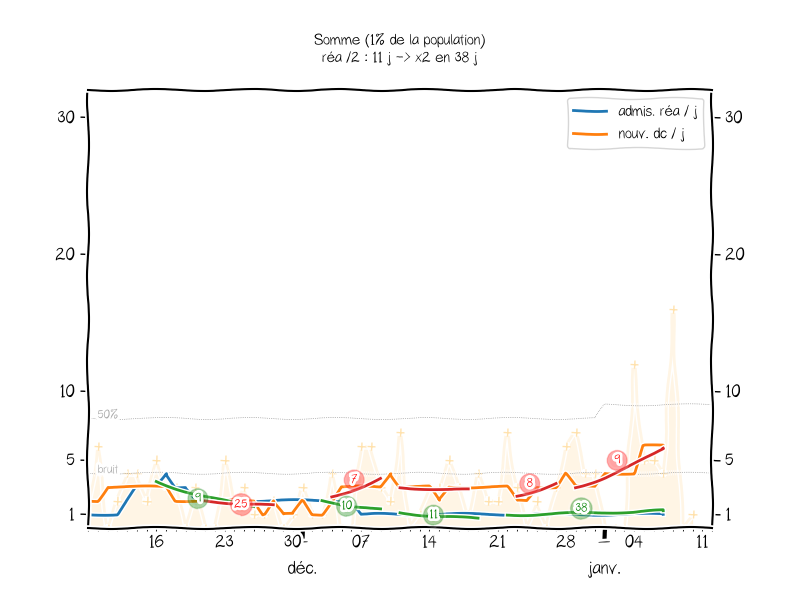 Somme (1% de la population)
réa /2 : 11 j -> x2 en 38 j
admis. réa / j
nouv. dc / j
30
30
20
20
10
10
50%
5
5
bruit
1
1
9
25
7
10
11
8
38
9
16 23 30 07 14 21 28 04 11
déc. janv.